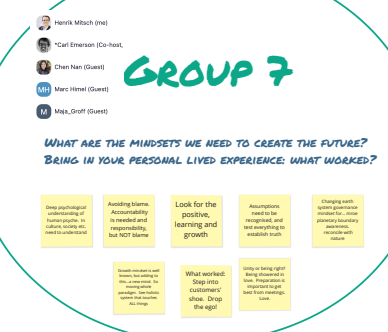 Henrik Mitsch (me)
*Carl Emerson (Co-host,
Chen Nan (Guest)
MH Marc Himel (Guest)
M Maja_Groff (Guest)
GROUP 7
WHAT ARE THE MINDSETS WE NEED TO CREATE THE FUTURE?
BRING IN YOUR PERSONAL LIVED EXPERIENCE: WHAT WORKED?
Deep psychological
understanding of
human psyche. In
culture, society etc.
need to understand
Avoiding blame.
Accountability
is needed and
responsibility,
but NOT blame
Look for the
positive,
learning and
growth
Assumptions
need to be
recognised, and
test everything to
establish truth
Changing earth
system governance
mindset for... move
planetary boundary
awareness.
reconcile with
nature
Growth mindset is well
known, but adding to
this...a new mind. So
moving whole
paradigm. See holistic
system that touches
ALL things
What worked:
Step into
customers'
shoe. Drop
the ego!
Unity or being right?
Being showered in
love. Preparation is
important to get
best from meetings.
Love.